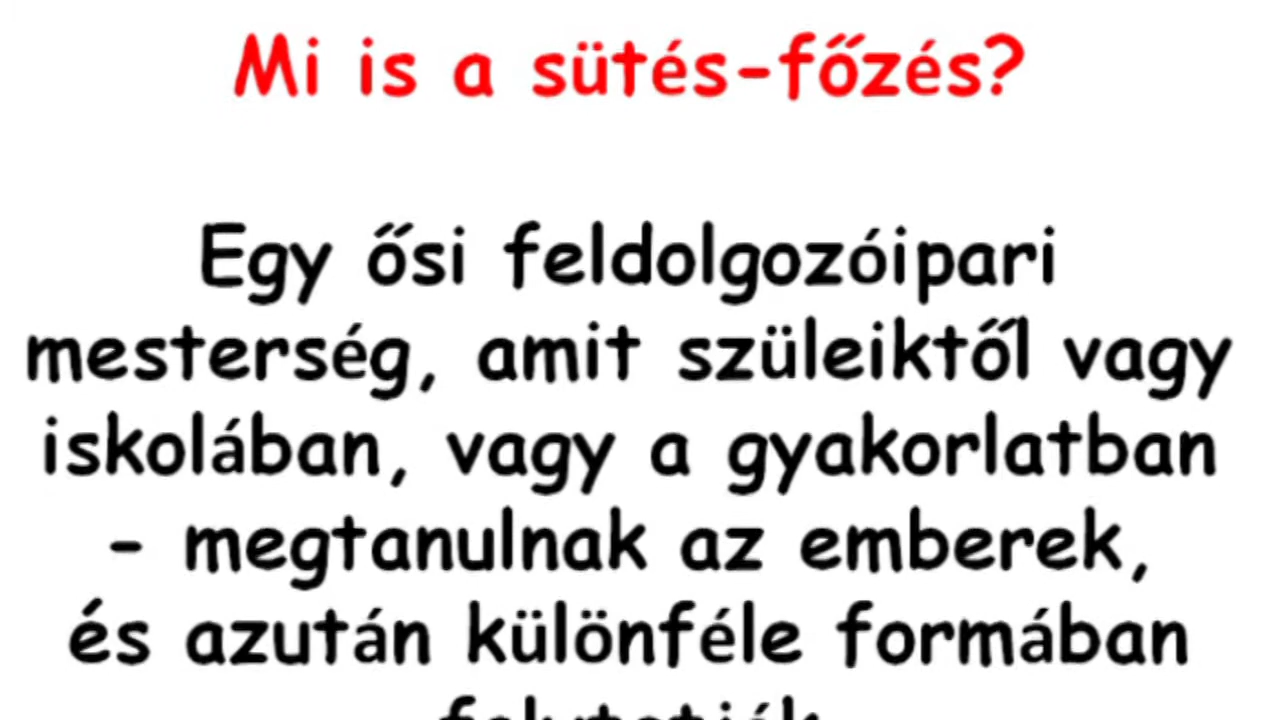 Mi is a sütés-főzés?
Egy ősi feldolgozóipari
mesterség, amit szüleiktől vagy
iskolában, vagy a gyakorlatban
- megtanulnak az emberek,
és azután különféle formában